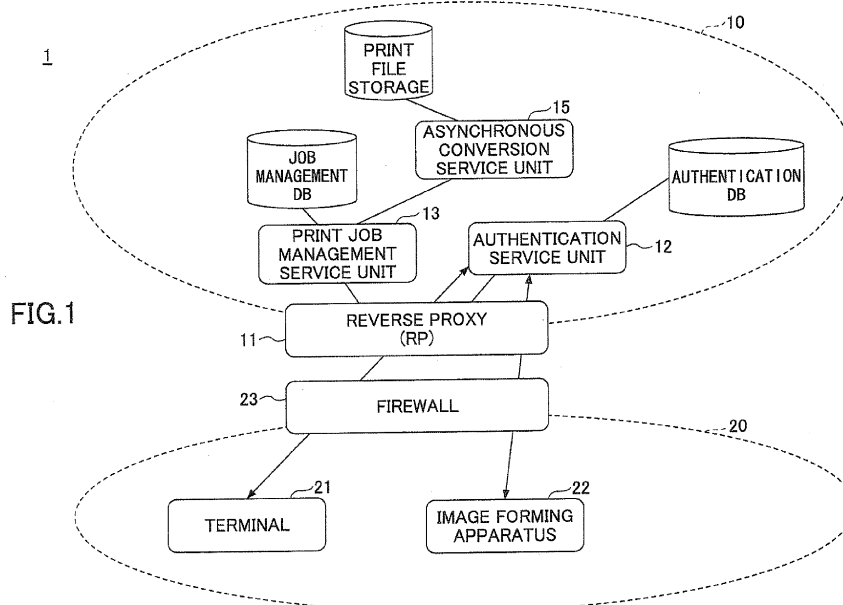 1
10
PRINT
FILE
STORAGE
15
ASYNCHRONOUS
CONVERSION
SERVICE UNIT
JOB
MANAGEMENT
DB
AUTHENTICATION
DB
13
PRINT JOB
MANAGEMENT
SERVICE UNIT
AUTHENTICATION
SERVICE UNIT
12
FIG.1
REVERSE PROXY
(RP)
11
23
FIREWALL
20
21
TERMINAL
22
IMAGE FORMING
APPARATUS